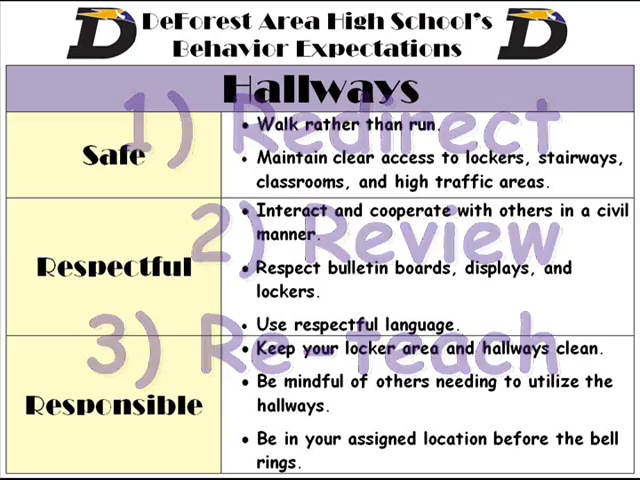 DeForest Area High School's
Behavior Expectations
Hallways
1) Redirect
Safe
• Walk rather than run.
• Maintain clear access to lockers, stairways,
classrooms, and high traffic areas.
2) Review
Respectful
• Interact and cooperate with others in a civil
manner.
• Respect bulletin boards, displays, and
lockers.
• Use respectful language.
3) Re-teach
Responsible
• Keep your locker area and hallways clean.
• Be mindful of others needing to utilize the
hallways.
• Be in your assigned location before the bell
rings.